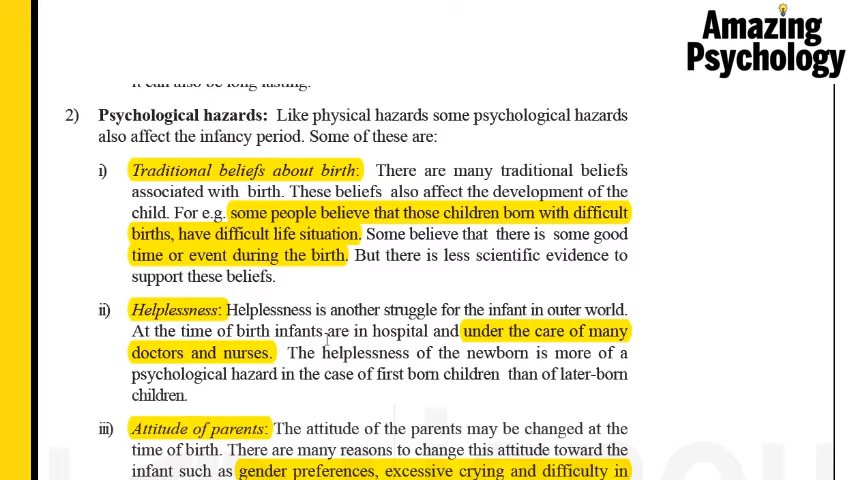 Amazing
Psychology
It can also be long lasting.
2) Psychological hazards: Like physical hazards some psychological hazards
also affect the infancy period. Some of these are:
i) Traditional beliefs about birth: There are many traditional beliefs
associated with birth. These beliefs also affect the development of the
child. For e.g. some people believe that those children born with difficult
births, have difficult life situation. Some believe that there is some good
time or event during the birth. But there is less scientific evidence to
support these beliefs.
ii) Helplessness: Helplessness is another struggle for the infant in outer world.
At the time of birth infants are in hospital and under the care of many
doctors and nurses. The helplessness of the newborn is more of a
psychological hazard in the case of first born children than of later-born
children.
iii) Attitude of parents: The attitude of the parents may be changed at the
time of birth. There are many reasons to change this attitude toward the
infant such as gender preferences, excessive crying and difficulty in